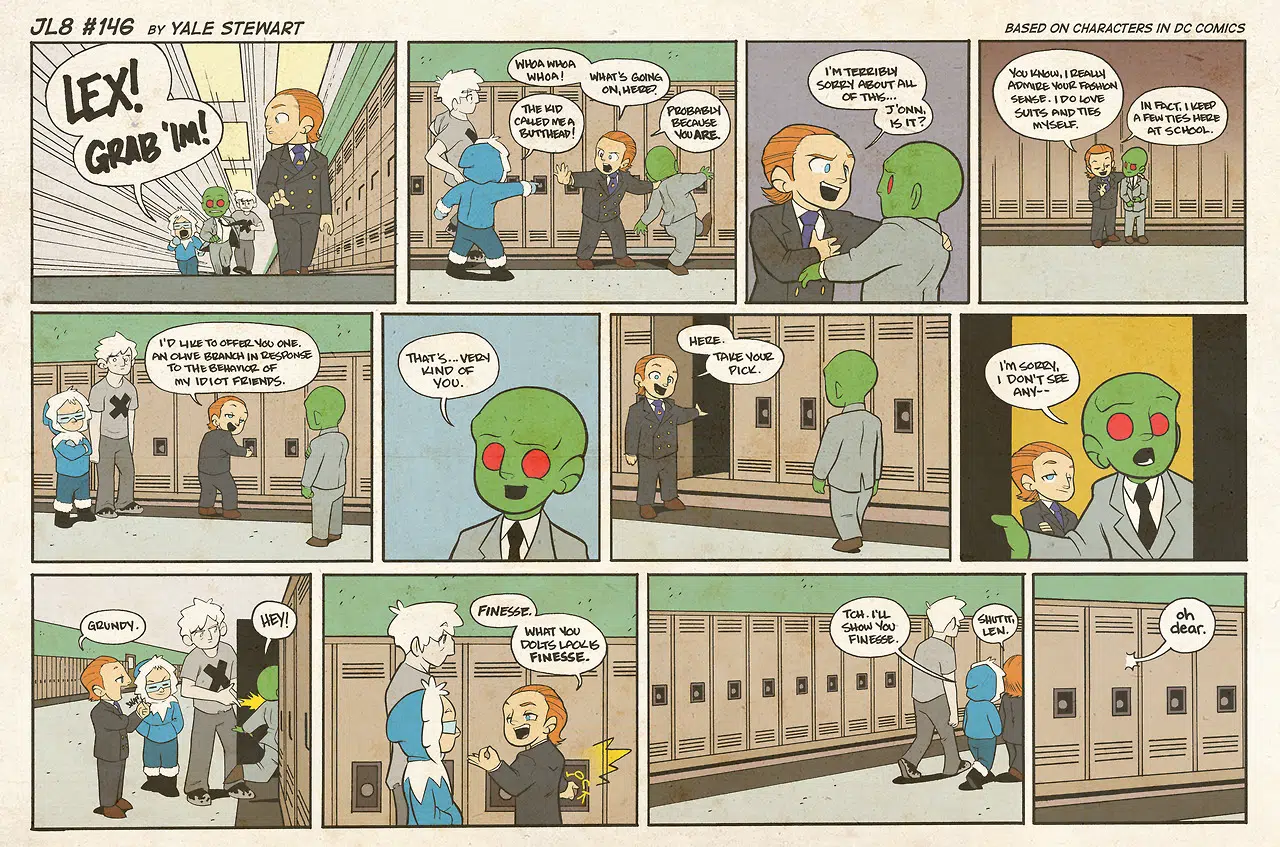 JL8 #146 BY YALE STEWART
BASED ON CHARACTERS IN DC COMICS
LEX!
GRAB 'IM!
WHOA WHOA
WHOA!
WHAT'S GOING
ON, HERE?
THE KID
CALLED ME A
BUTTHEAD!
PROBABLY
BECAUSE
YOU ARE.
I'M TERRIBLY
SORRY ABOUT ALL
OF THIS...
J'ONN,
IS IT?
YOU KNOW, I REALLY
ADMIRE YOUR FASHION
SENSE. I DO LOVE
SUITS AND TIES
MYSELF.
IN FACT, I KEEP
A FEW TIES HERE
AT SCHOOL.
I'D LIKE TO OFFER YOU ONE.
AN OLIVE BRANCH IN RESPONSE
TO THE BEHAVIOR OF
MY IDIOT FRIENDS.
THAT'S... VERY
KIND OF
YOU.
HERE.
TAKE YOUR
PICK.
I'M SORRY,
I DON'T SEE
ANY--
GRUNDY.
HEY!
FINESSE.
WHAT YOU
DOLTS LACK IS
FINESSE.
LOCK
TCH. I'LL
SHOW YOU
FINESSE.
SHUT IT,
LEN.
oh
dear.